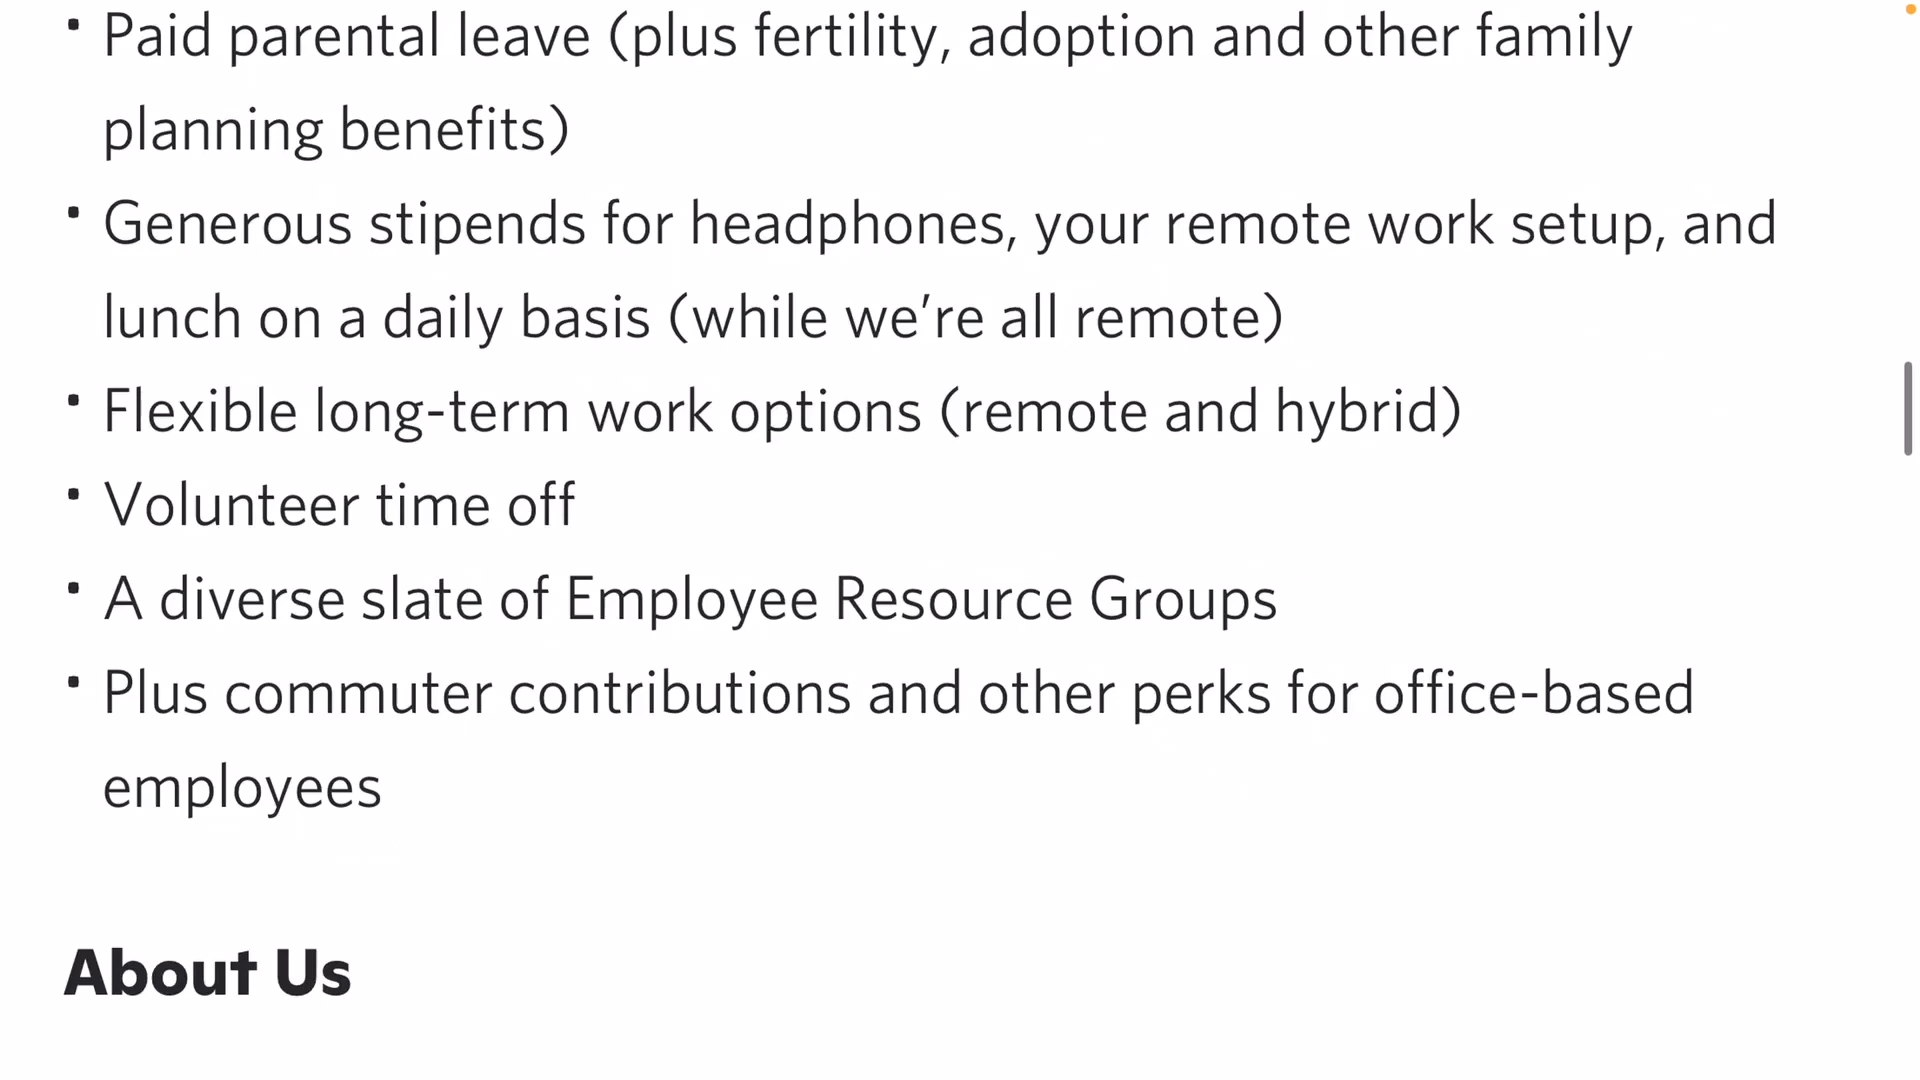 · Paid parental leave (plus fertility, adoption and other family
planning benefits)
· Generous stipends for headphones, your remote work setup, and
lunch on a daily basis (while we’re all remote)
· Flexible long-term work options (remote and hybrid)
· Volunteer time off
· A diverse slate of Employee Resource Groups
· Plus commuter contributions and other perks for office-based
employees
About Us